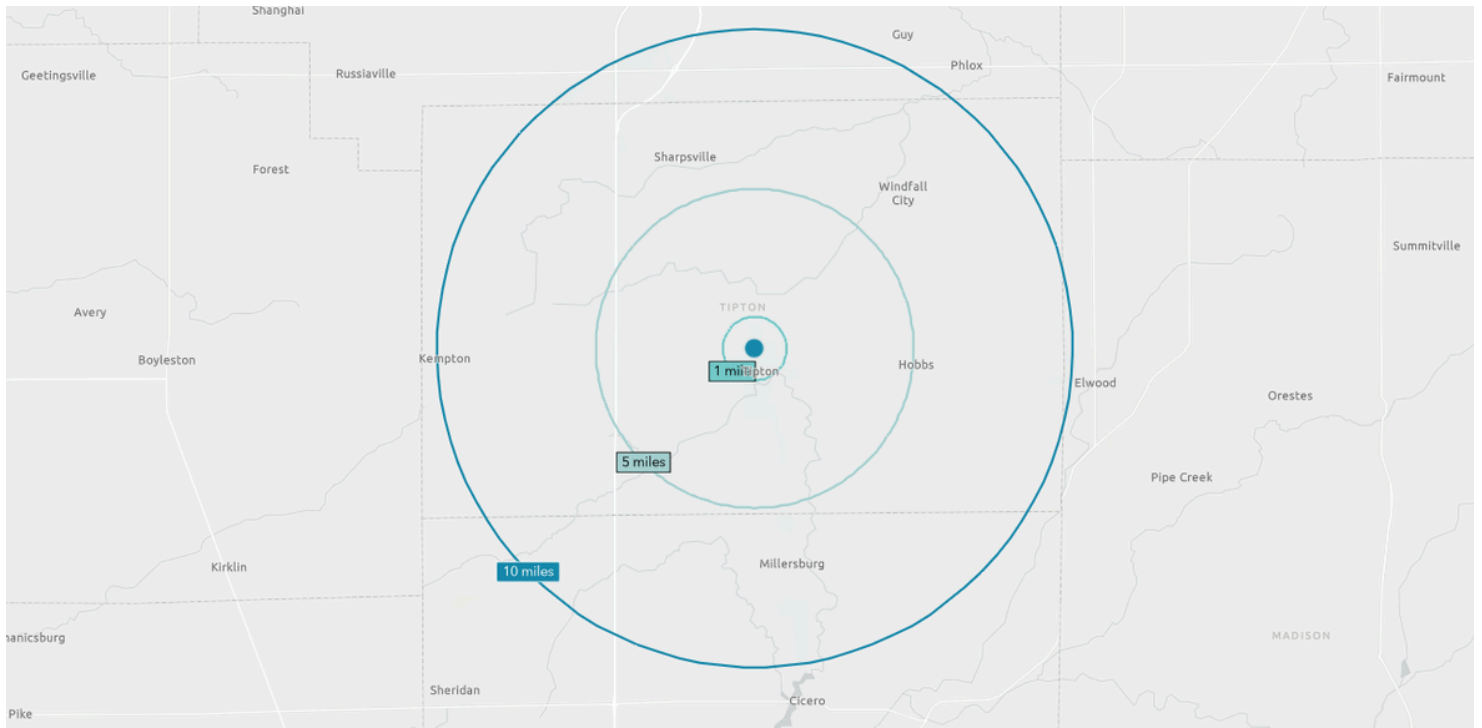 Shanghai
Guy
Phlox
Geetingsville
Russiaville
Fairmount
Sharpsville
Forest
Windfall
City
Summitville
TIPTON
Avery
Boyleston
Kempton
Hobbs
1 mile
Tipton
Elwood
Orestes
5 miles
Pipe Creek
Millersburg
Kirklin
10 miles
hanicsburg
MADISON
Sheridan
Cicero
Pike